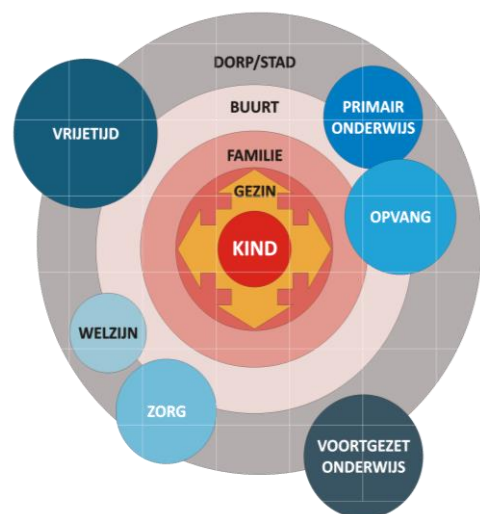 DORP/STAD
BUURT
FAMILIE
GEZIN
KIND
VRIJETIJD
PRIMAIR
ONDERWIJS
OPVANG
WELZIJN
ZORG
VOORTGEZET
ONDERWIJS